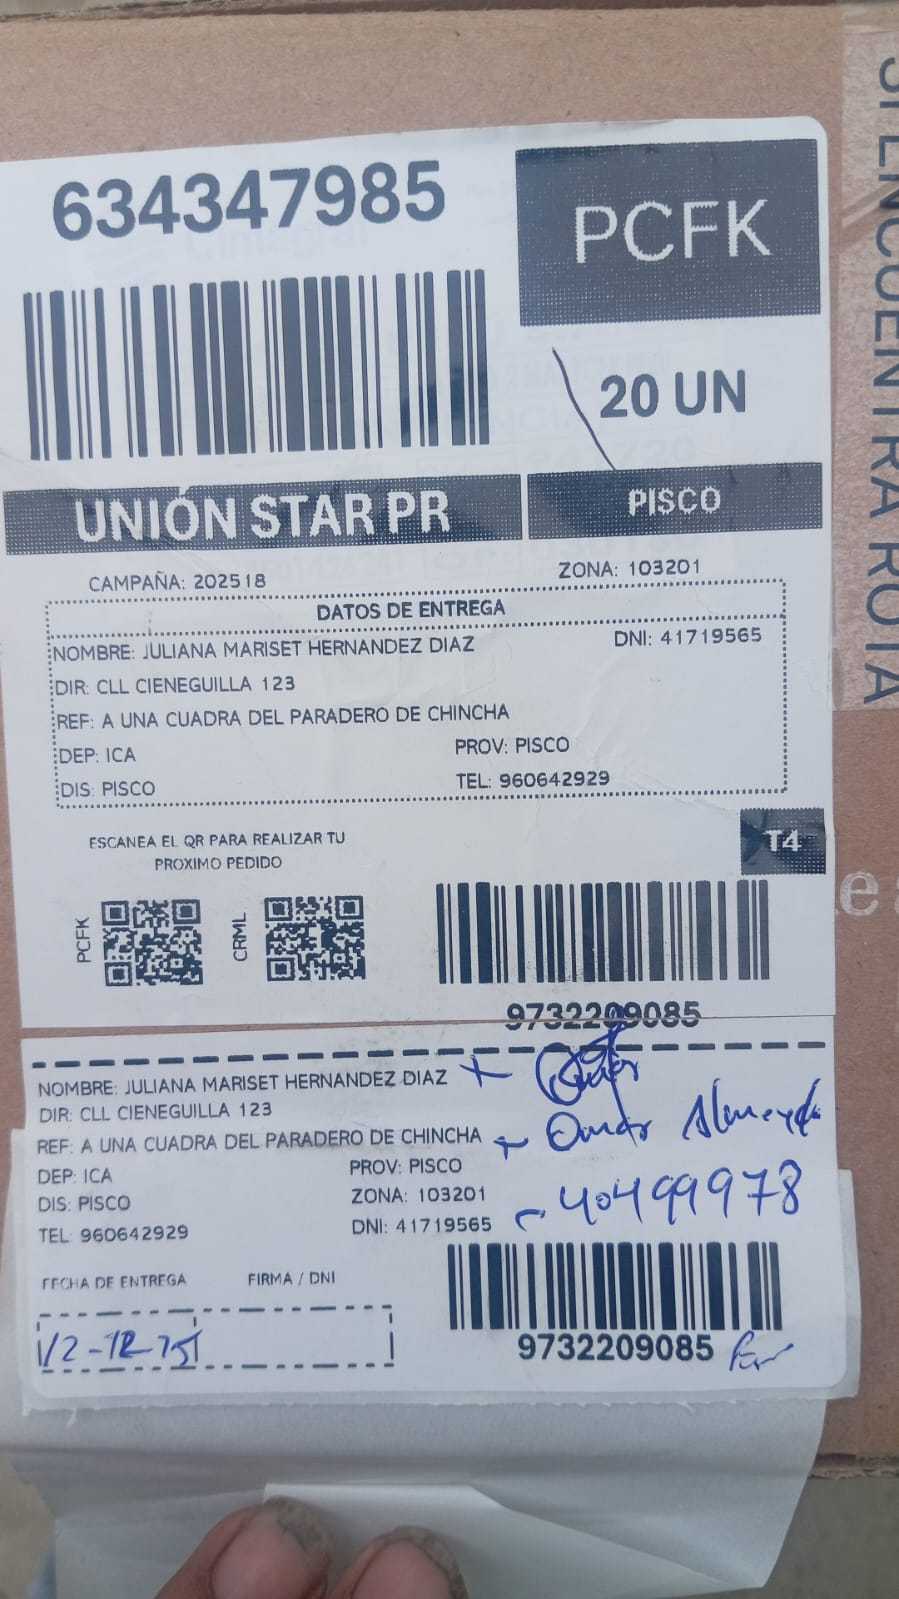 634347985
PCFK
20 UN
UNIÓN STAR PR
PISCO
CAMPAÑA: 202518
ZONA: 103201
DATOS DE ENTREGA
NOMBRE: JULIANA MARISET HERNANDEZ DIAZ DNI: 41719565
DIR: CLL CIENEGUILLA 123
REF: A UNA CUADRA DEL PARADERO DE CHINCHA
DEP: ICA PROV: PISCO
DIS: PISCO TEL: 960642929
ESCANEA EL QR PARA REALIZAR TU
PROXIMO PEDIDO
T4
PCFK
CRML
9732209085
NOMBRE: JULIANA MARISET HERNANDEZ DIAZ
DIR: CLL CIENEGUILLA 123
REF: A UNA CUADRA DEL PARADERO DE CHINCHA Omar Almeyda
DEP: ICA PROV: PISCO
DIS: PISCO ZONA: 103201 40499978
TEL: 960642929 DNI: 41719565
FECHA DE ENTREGA FIRMA / DNI
12-12-25
9732209085
SI ENCUENTRA ROTA